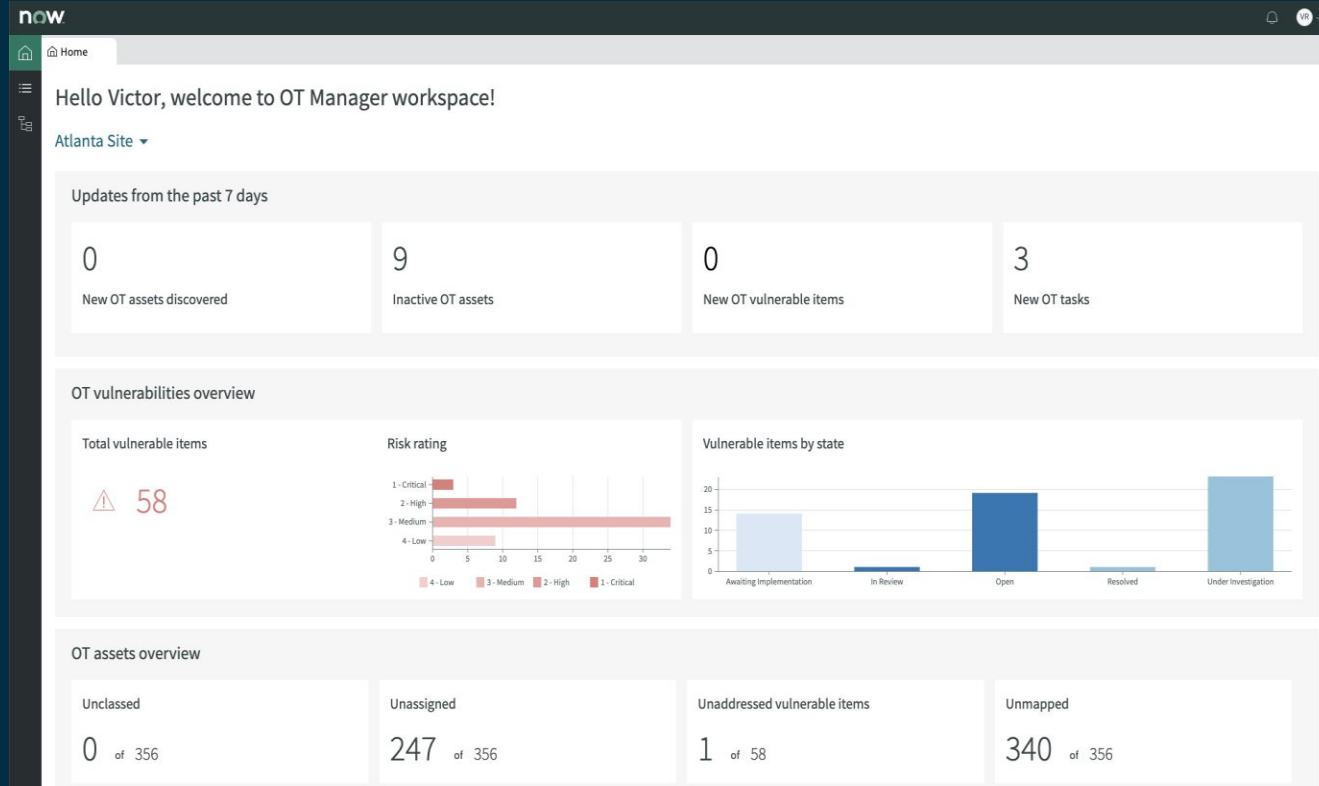 now
VR
Home
Hello Victor, welcome to OT Manager workspace!
Atlanta Site
Updates from the past 7 days
0
New OT assets discovered
9
Inactive OT assets
0
New OT vulnerable items
3
New OT tasks
OT vulnerabilities overview
Total vulnerable items
58
Risk rating
1 - Critical
2 - High
3 - Medium
4 - Low
0 5 10 15 20 25 30
4 - Low 3 - Medium 2 - High 1 - Critical
Vulnerable items by state
20
15
10
5
0
Awaiting Implementation In Review Open Resolved Under Investigation
OT assets overview
Unclassed
0 of 356
Unassigned
247 of 356
Unaddressed vulnerable items
1 of 58
Unmapped
340 of 356